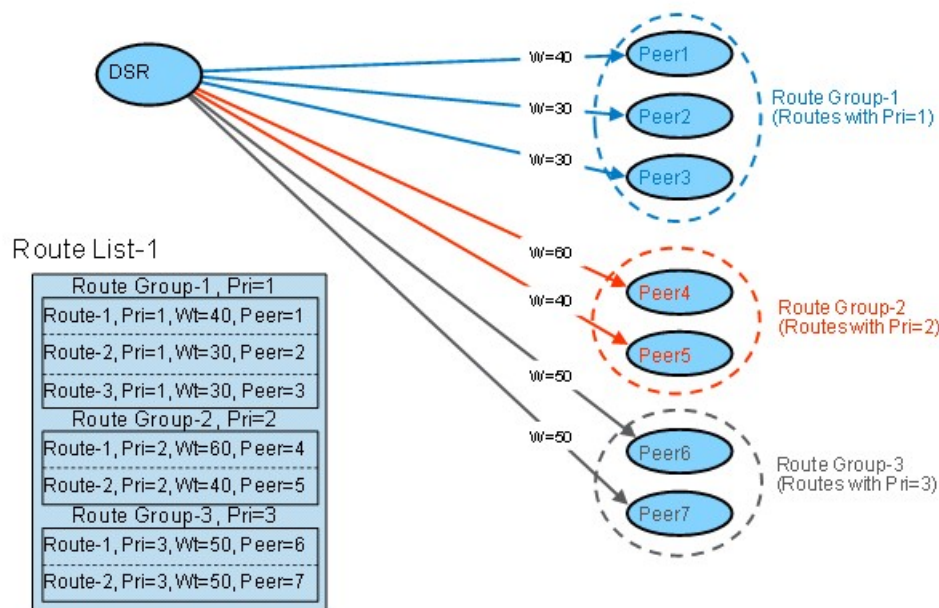 DSR
W=40
Peer1
W=30
Peer2
W=30
Peer3
Route Group-1
(Routes with Pri=1)
W=60
Peer4
W=40
Peer5
Route Group-2
(Routes with Pri=2)
W=50
Peer6
W=50
Peer7
Route Group-3
(Routes with Pri=3)
Route List-1
Route Group-1, Pri=1
Route-1, Pri=1, Wt=40, Peer=1
Route-2, Pri=1, Wt=30, Peer=2
Route-3, Pri=1, Wt=30, Peer=3
Route Group-2, Pri=2
Route-1, Pri=2, Wt=60, Peer=4
Route-2, Pri=2, Wt=40, Peer=5
Route Group-3, Pri=3
Route-1, Pri=3, Wt=50, Peer=6
Route-2, Pri=3, Wt=50, Peer=7